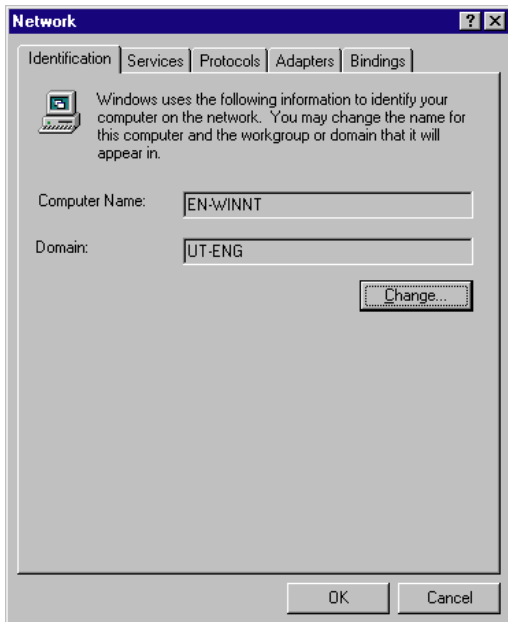 Network
Identification Services Protocols Adapters Bindings
Windows uses the following information to identify your
computer on the network. You may change the name for
this computer and the workgroup or domain that it will
appear in.
Computer Name: EN-WINNT
Domain: UT-ENG
Change...
OK Cancel